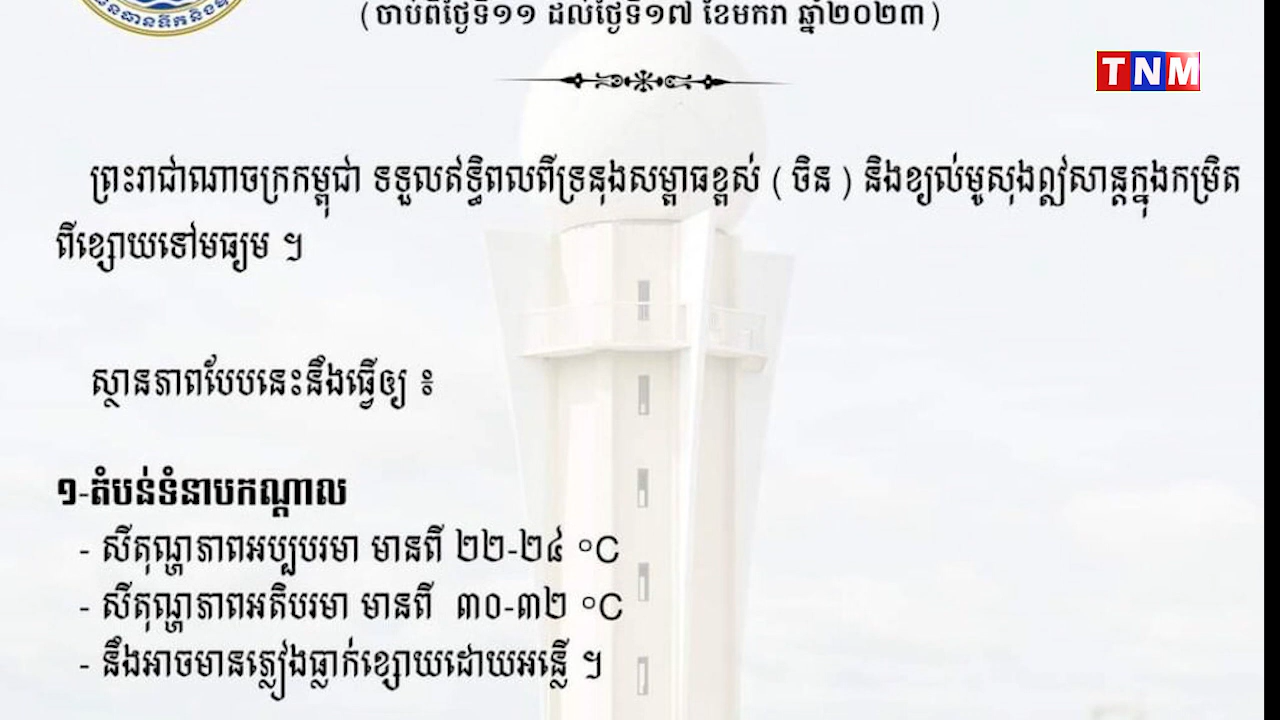 (ចាប់ពីថ្ងៃទី១១ ដល់ថ្ងៃទី១៧ ខែមករា ឆ្នាំ២០២៣)
TNM
ព្រះរាជាណាចក្រកម្ពុជា ទទួលឥទ្ធិពលពីទ្រនុងសម្ពាធខ្ពស់ ( ចិន ) និងខ្យល់មូសុងឦសាន្តក្នុងកម្រិត
ពីខ្សោយទៅមធ្យម ។
ស្ថានភាពបែបនេះនឹងធ្វើឲ្យ ៖
១-តំបន់ទំនាបកណ្តាល
- សីតុណ្ហភាពអប្បបរមា មានពី ២២-២៤ °C
- សីតុណ្ហភាពអតិបរមា មានពី ៣០-៣២ °C
- នឹងអាចមានភ្លៀងធ្លាក់ខ្សោយដោយអន្លើ ។